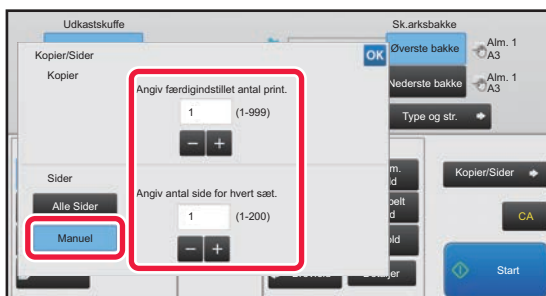 Udkastskuffe
Sk.arksbakke
Kopier/Sider
OK
Øverste bakke
Alm. 1
A3
Kopier
Angiv færdigindstillet antal print.
Nederste bakke
Alm. 1
A3
1
(1-999)
Type og str.
Sider
Kopier/Sider
Angiv antal side for hvert sæt.
Alle Sider
1
(1-200)
CA
Manuel
Start